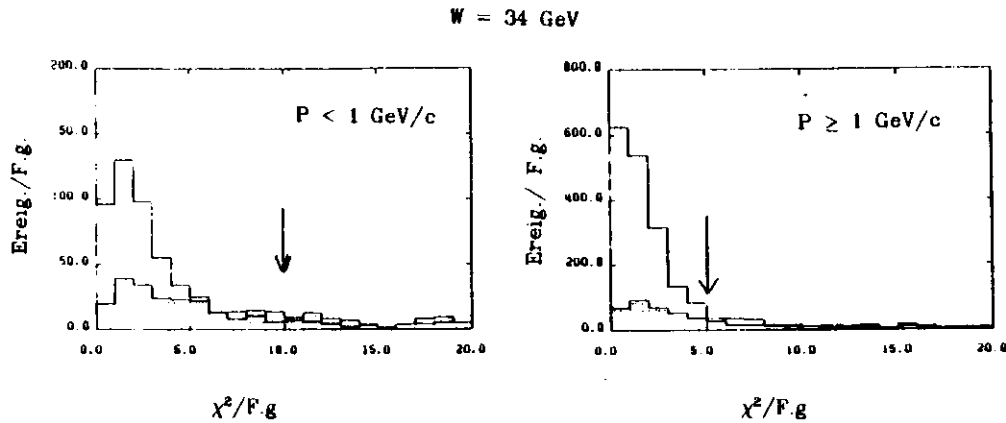 W = 34 GeV
200.0
50.0
100.0
50.0
0.0
Ereig./F.g.
P < 1 GeV/c
0.0 5.0 10.0 15.0 20.0
χ²/F.g
800.0
600.0
400.0
200.0
0.0
Ereig./ F.g.
P ≥ 1 GeV/c
0.0 5.0 10.0 15.0 20.0
χ²/F.g